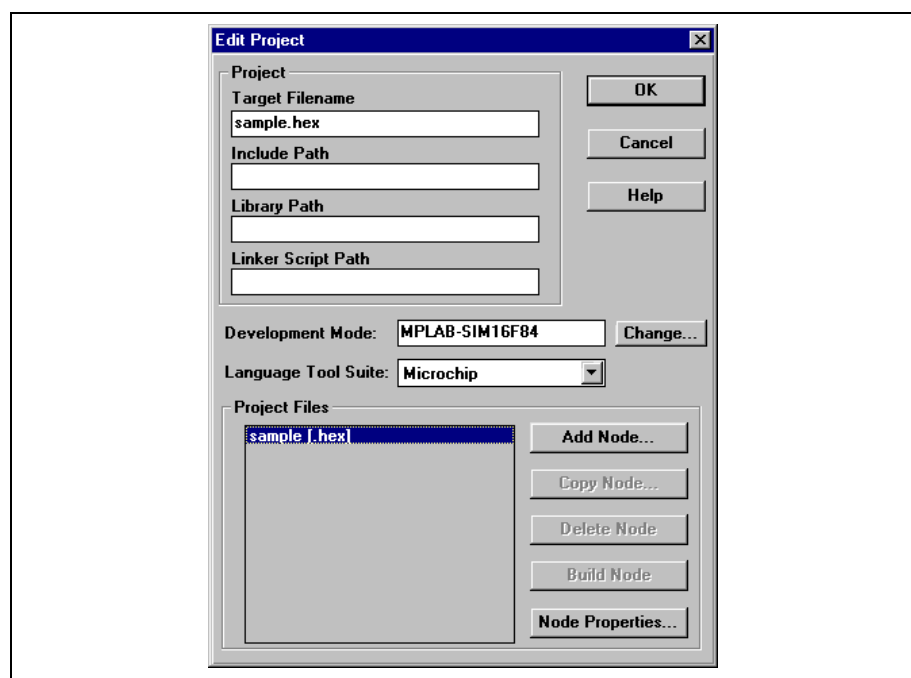 Edit Project
Project
Target Filename
sample.hex
Include Path
Library Path
Linker Script Path
OK
Cancel
Help
Development Mode: MPLAB-SIM16F84 Change...
Language Tool Suite: Microchip
Project Files
sample [.hex]
Add Node...
Copy Node...
Delete Node
Build Node
Node Properties...